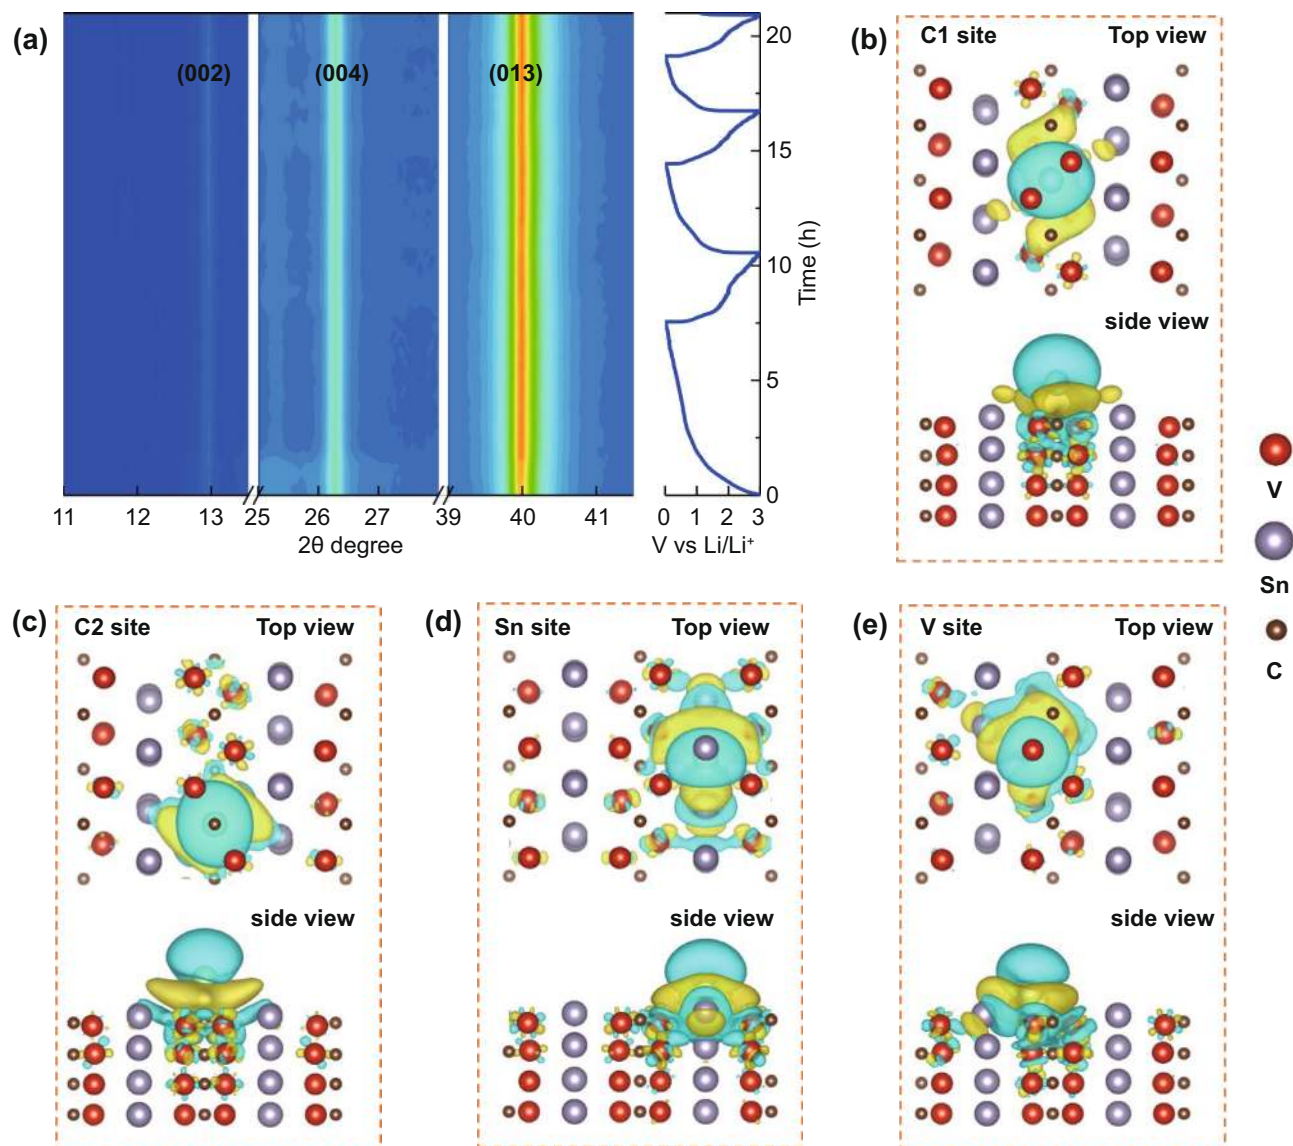 (a)
(002)
(004)
(013)
11
12
13
25
26
27
39
40
41
2θ degree
0
5
10
15
20
Time (h)
0 1 2 3
V vs Li/Li⁺
(b)
C1 site
Top view
side view
V
Sn
C
(c)
C2 site
Top view
side view
(d)
Sn site
Top view
side view
(e)
V site
Top view
side view